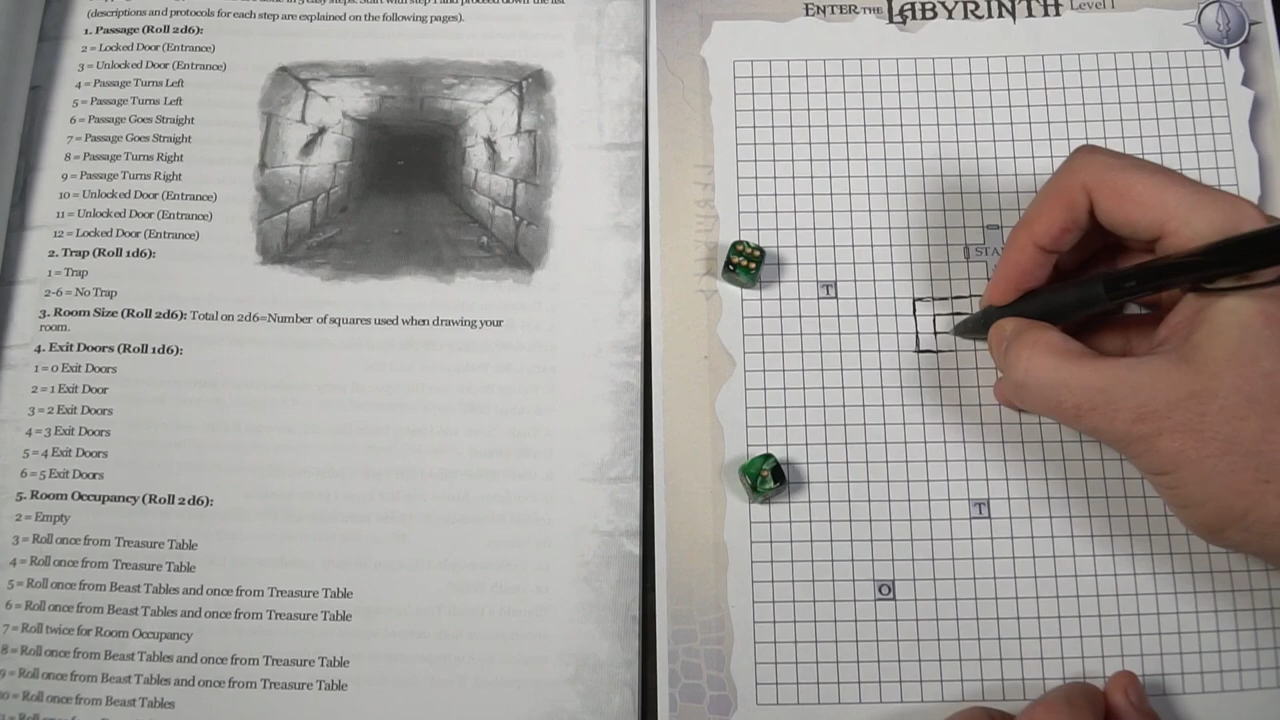 (descriptions and protocols for each step are explained on the following pages).
1. Passage (Roll 2d6):
2 = Locked Door (Entrance)
3 = Unlocked Door (Entrance)
4 = Passage Turns Left
5 = Passage Turns Left
6 = Passage Goes Straight
7 = Passage Goes Straight
8 = Passage Turns Right
9 = Passage Turns Right
10 = Unlocked Door (Entrance)
11 = Unlocked Door (Entrance)
12 = Locked Door (Entrance)
2. Trap (Roll 1d6):
1 = Trap
2-6 = No Trap
3. Room Size (Roll 2d6): Total on 2d6=Number of squares used when drawing your
room.
4. Exit Doors (Roll 1d6):
1 = 0 Exit Doors
2 = 1 Exit Door
3 = 2 Exit Doors
4 = 3 Exit Doors
5 = 4 Exit Doors
6 = 5 Exit Doors
5. Room Occupancy (Roll 2d6):
2 = Empty
3 = Roll once from Treasure Table
4 = Roll once from Treasure Table
5 = Roll once from Beast Tables and once from Treasure Table
6 = Roll once from Beast Tables and once from Treasure Table
7 = Roll twice for Room Occupancy
8 = Roll once from Beast Tables and once from Treasure Table
9 = Roll once from Beast Tables and once from Treasure Table
10 = Roll once from Beast Tables
ENTER THE LABYRINTH Level 1
STA
T
T
O